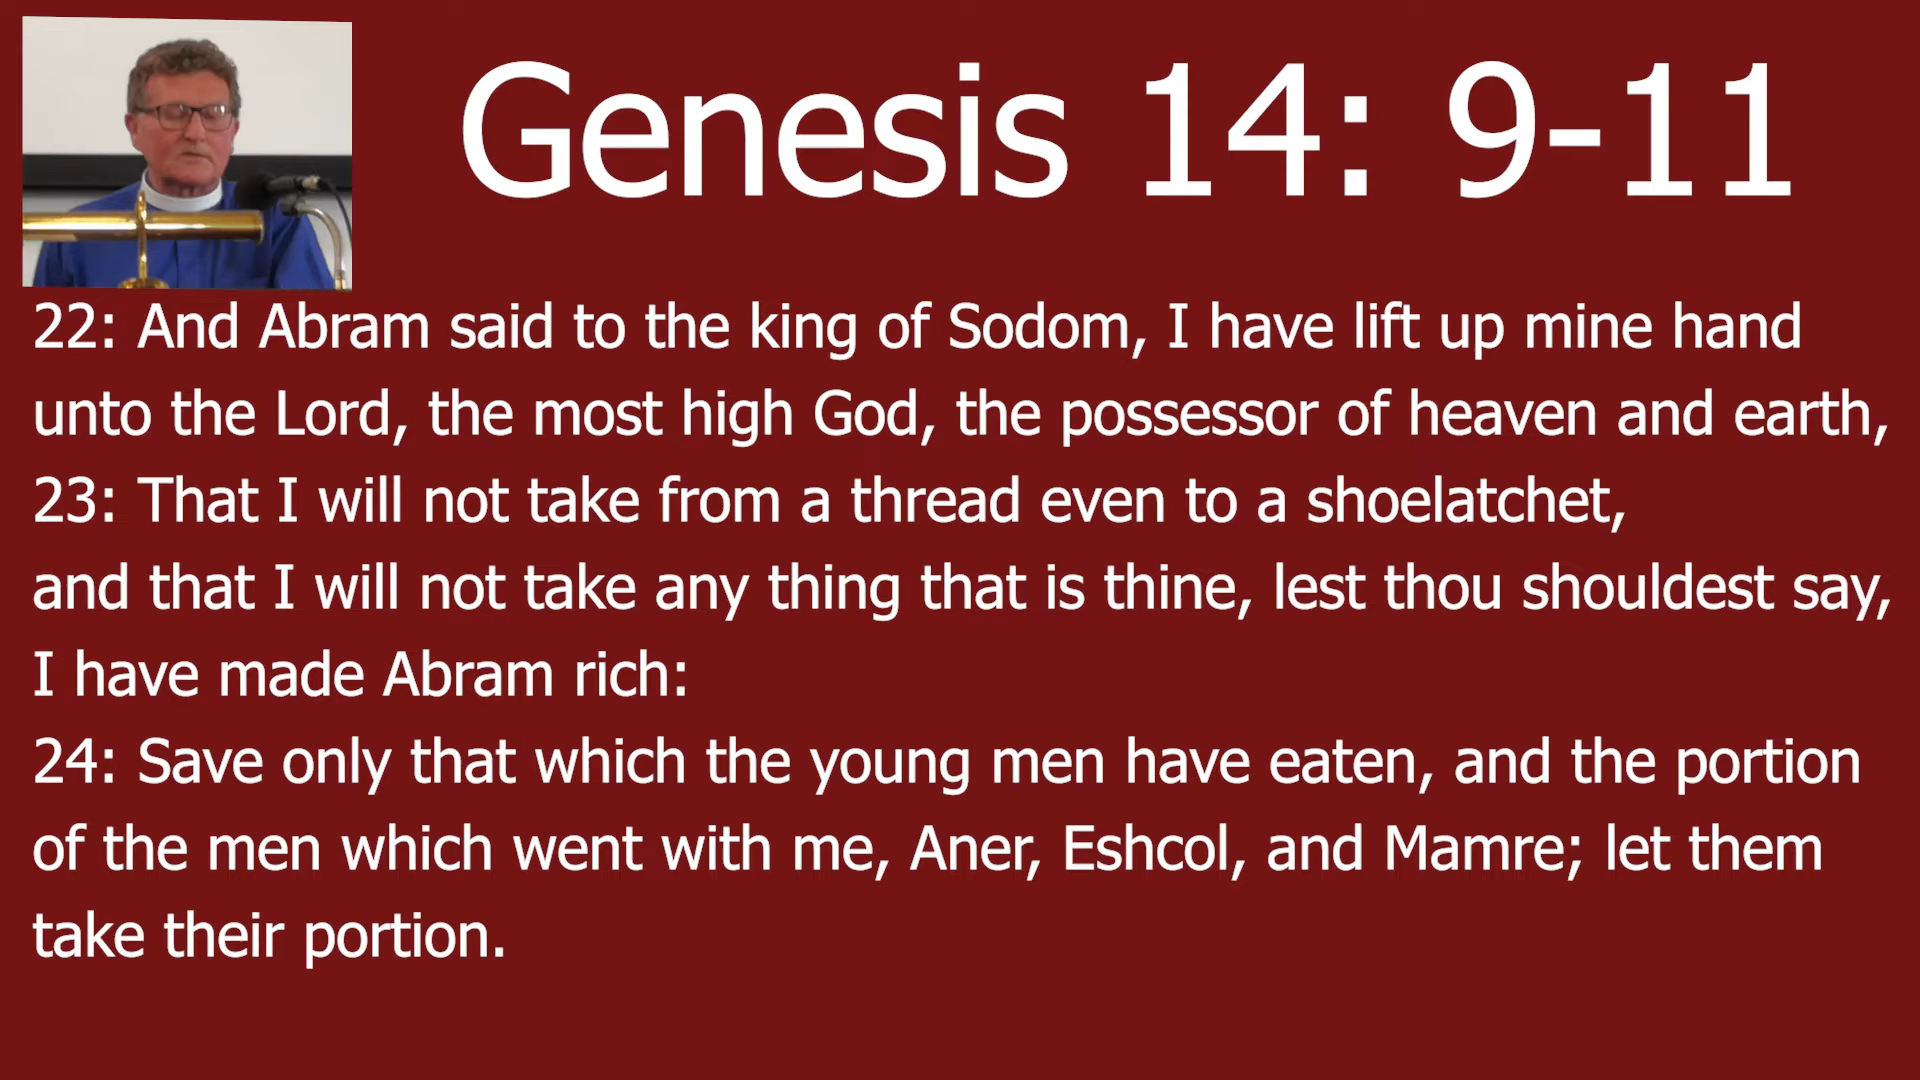 Genesis 14: 9-11
22: And Abram said to the king of Sodom, I have lift up mine hand
unto the Lord, the most high God, the possessor of heaven and earth,
23: That I will not take from a thread even to a shoelatchet,
and that I will not take any thing that is thine, lest thou shouldest say,
I have made Abram rich:
24: Save only that which the young men have eaten, and the portion
of the men which went with me, Aner, Eshcol, and Mamre; let them
take their portion.